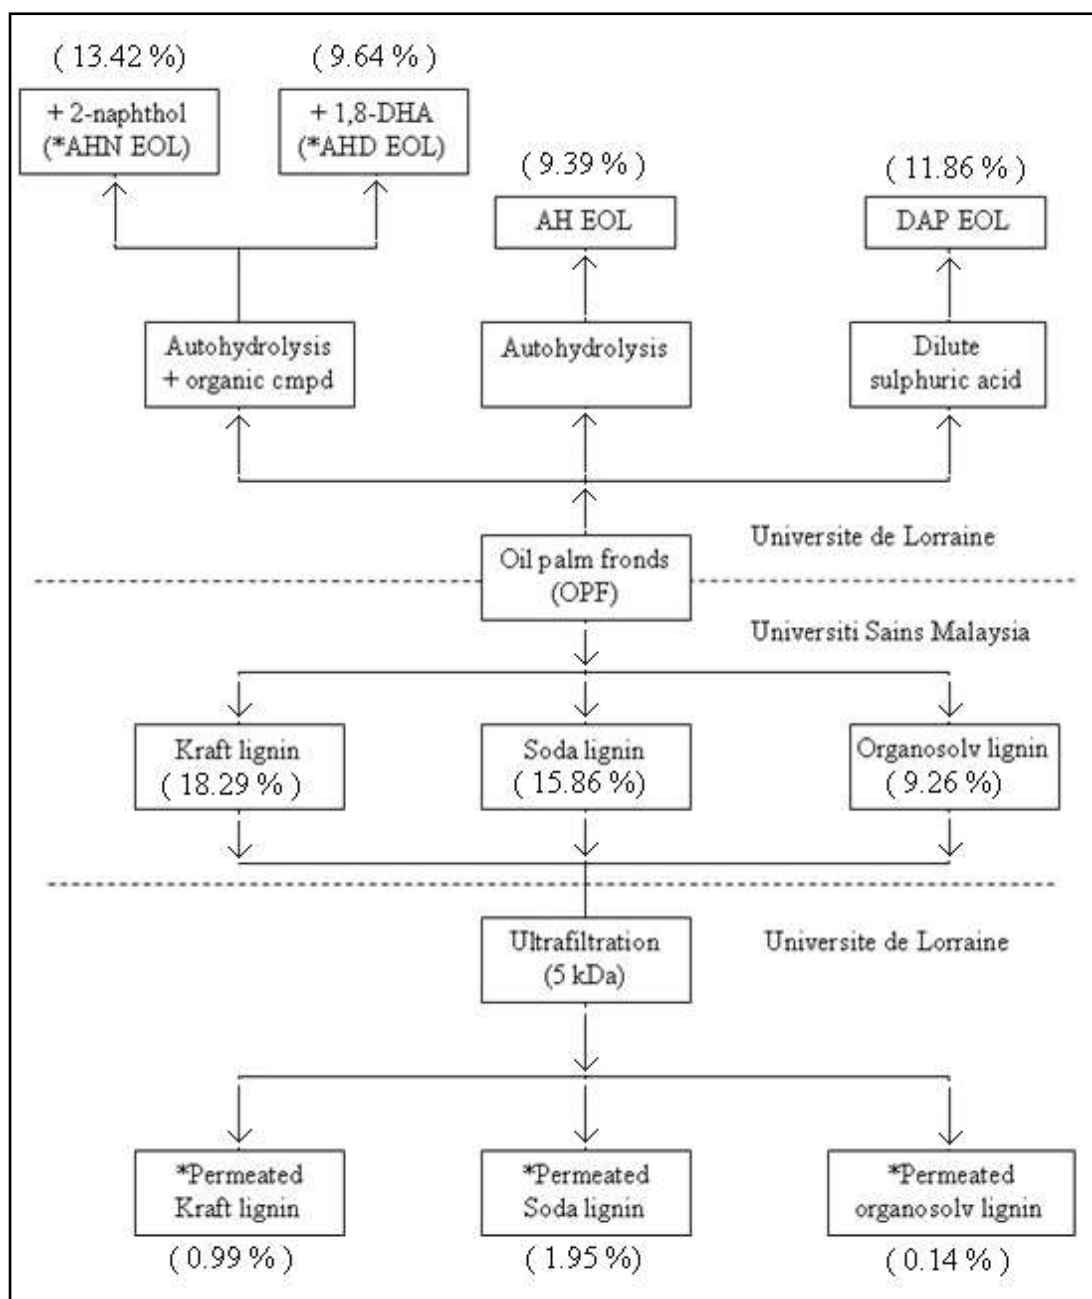 ( 13.42 %)
( 9.64 % )
+ 2-naphthol
(*AHN EOL)
+ 1,8-DHA
(*AHD EOL)
( 9.39 % )
( 11.86 % )
AH EOL
DAP EOL
Autohydrolysis
+ organic cmpd
Autohydrolysis
Dilute
sulphuric acid
Universite de Lorraine
Oil palm fronds
(OPF)
Universiti Sains Malaysia
Kraft lignin
( 18.29 % )
Soda lignin
( 15.86 %)
Organosolv lignin
( 9.26 %)
Ultrafiltration
(5 kDa)
Universite de Lorraine
*Permeated
Kraft lignin
*Permeated
Soda lignin
*Permeated
organosolv lignin
( 0.99 % )
( 1.95 %)
( 0.14 % )